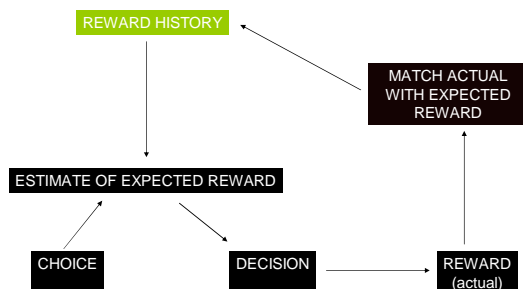 REWARD HISTORY
MATCH ACTUAL
WITH EXPECTED
REWARD
ESTIMATE OF EXPECTED REWARD
CHOICE
DECISION
REWARD
(actual)